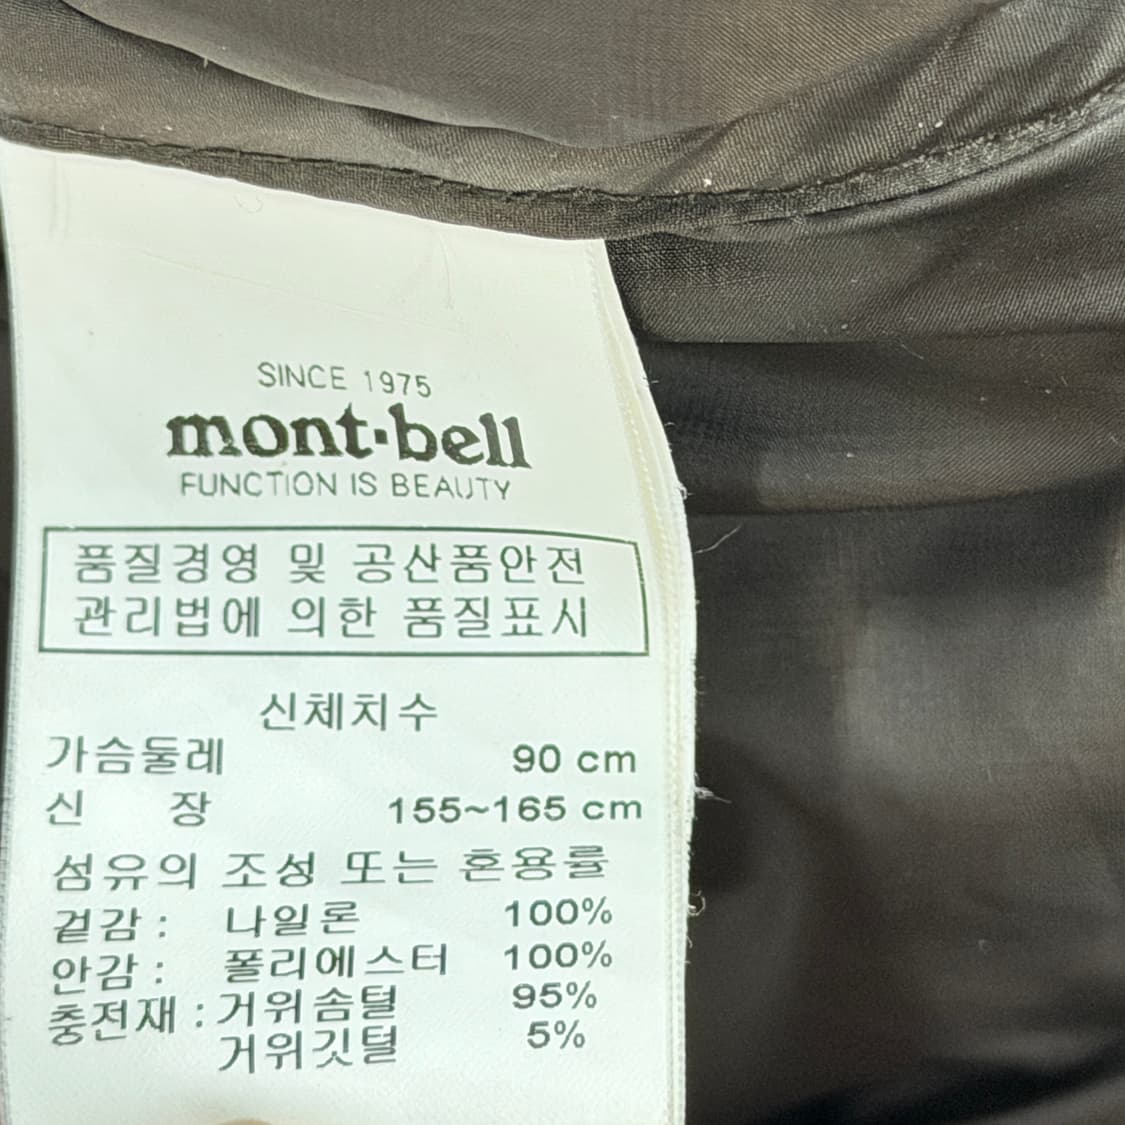 SINCE 1975
mont·bell
FUNCTION IS BEAUTY
품질경영 및 공산품안전
관리법에 의한 품질표시
신체치수
가슴둘레 90 cm
신 장 155~165 cm
섬유의 조성 또는 혼용률
겉감 : 나일론 100%
안감 : 폴리에스터 100%
충전재 : 거위솜털 95%
거위깃털 5%